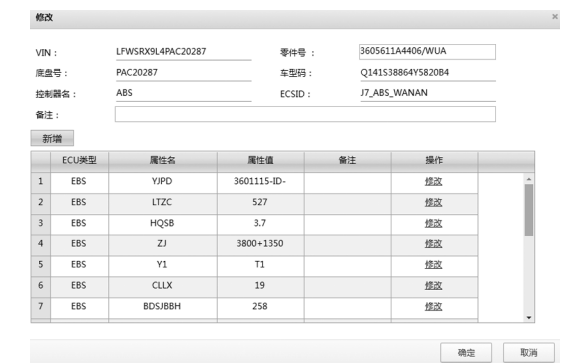 修改
VIN： LFWSRX9L4PAC20287 零件号： 3605611A4406/WUA
底盘号： PAC20287 车型码： Q141S38864Y5820B4
控制器名： ABS ECSID： J7_ABS_WANAN
备注：
新增
ECU类型 属性名 属性值 备注 操作
1 EBS YJPD 3601115-ID- 修改
2 EBS LTZC 527 修改
3 EBS HQSB 3.7 修改
4 EBS ZJ 3800+1350 修改
5 EBS Y1 T1 修改
6 EBS CLLX 19 修改
7 EBS BDSJBBH 258 修改
确定 取消